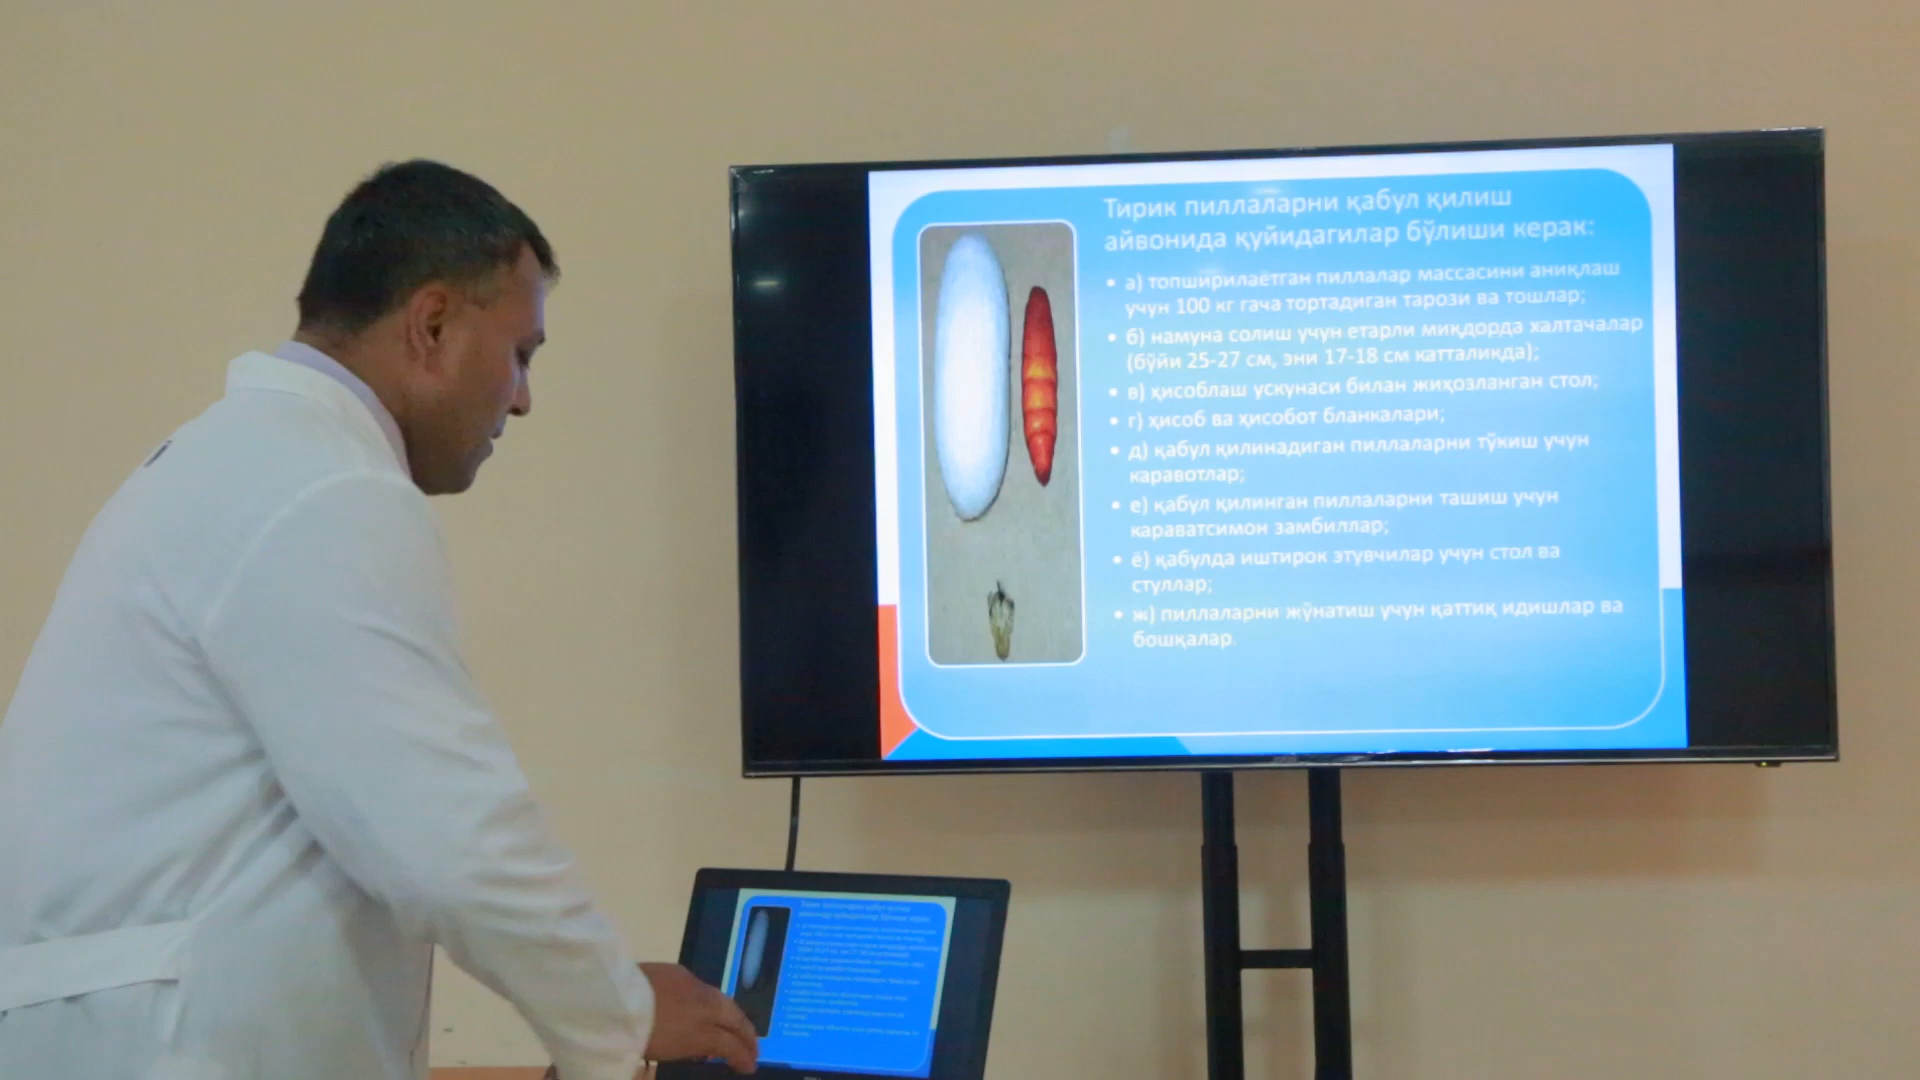 Тирик пиллаларни қабул қилиш
айвонида қуйидагилар бўлиши керак:
• а) топширилаётган пиллалар массасини аниқлаш
учун 100 кг гача тортадиган тарози ва тошлар;
• б) намуна солиш учун етарли миқдорда халтачалар
(бўйи 25-27 см, эни 17-18 см катталикда);
• в) ҳисоблаш ускунаси билан жиҳозланган стол;
• г) ҳисоб ва ҳисобот бланкалари;
• д) қабул қилинадиган пиллаларни тўкиш учун
каравотлар;
• е) қабул қилинган пиллаларни ташиш учун
караватсимон замбиллар;
• ё) қабулда иштирок этувчилар учун стол ва
стуллар;
• ж) пиллаларни жўнатиш учун қаттиқ идишлар ва
бошқалар.